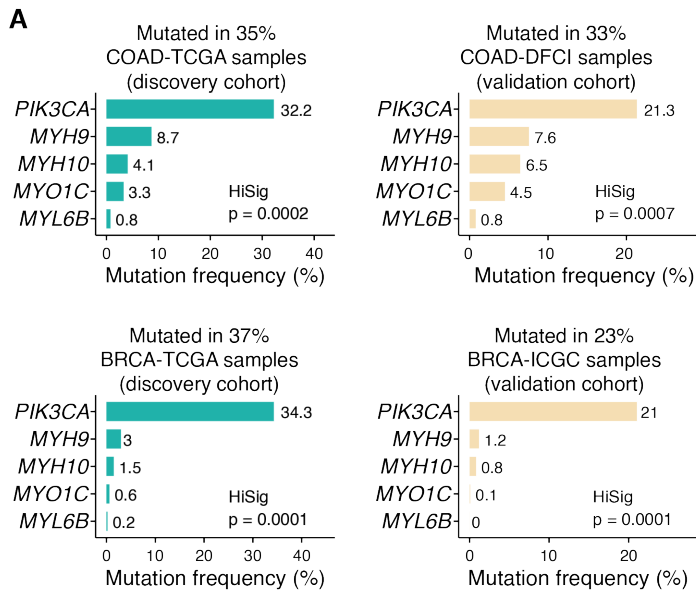 A
Mutated in 35%
COAD-TCGA samples
(discovery cohort)
PIK3CA 32.2
MYH9 8.7
MYH10 4.1
MYO1C 3.3
MYL6B 0.8
HiSig
p = 0.0002
0 10 20 30 40
Mutation frequency (%)
Mutated in 33%
COAD-DFCI samples
(validation cohort)
PIK3CA 21.3
MYH9 7.6
MYH10 6.5
MYO1C 4.5
MYL6B 0.8
HiSig
p = 0.0007
0 10 20
Mutation frequency (%)
Mutated in 37%
BRCA-TCGA samples
(discovery cohort)
PIK3CA 34.3
MYH9 3
MYH10 1.5
MYO1C 0.6
MYL6B 0.2
HiSig
p = 0.0001
0 10 20 30 40
Mutation frequency (%)
Mutated in 23%
BRCA-ICGC samples
(validation cohort)
PIK3CA 21
MYH9 1.2
MYH10 0.8
MYO1C 0.1
MYL6B 0
HiSig
p = 0.0001
0 10 20
Mutation frequency (%)